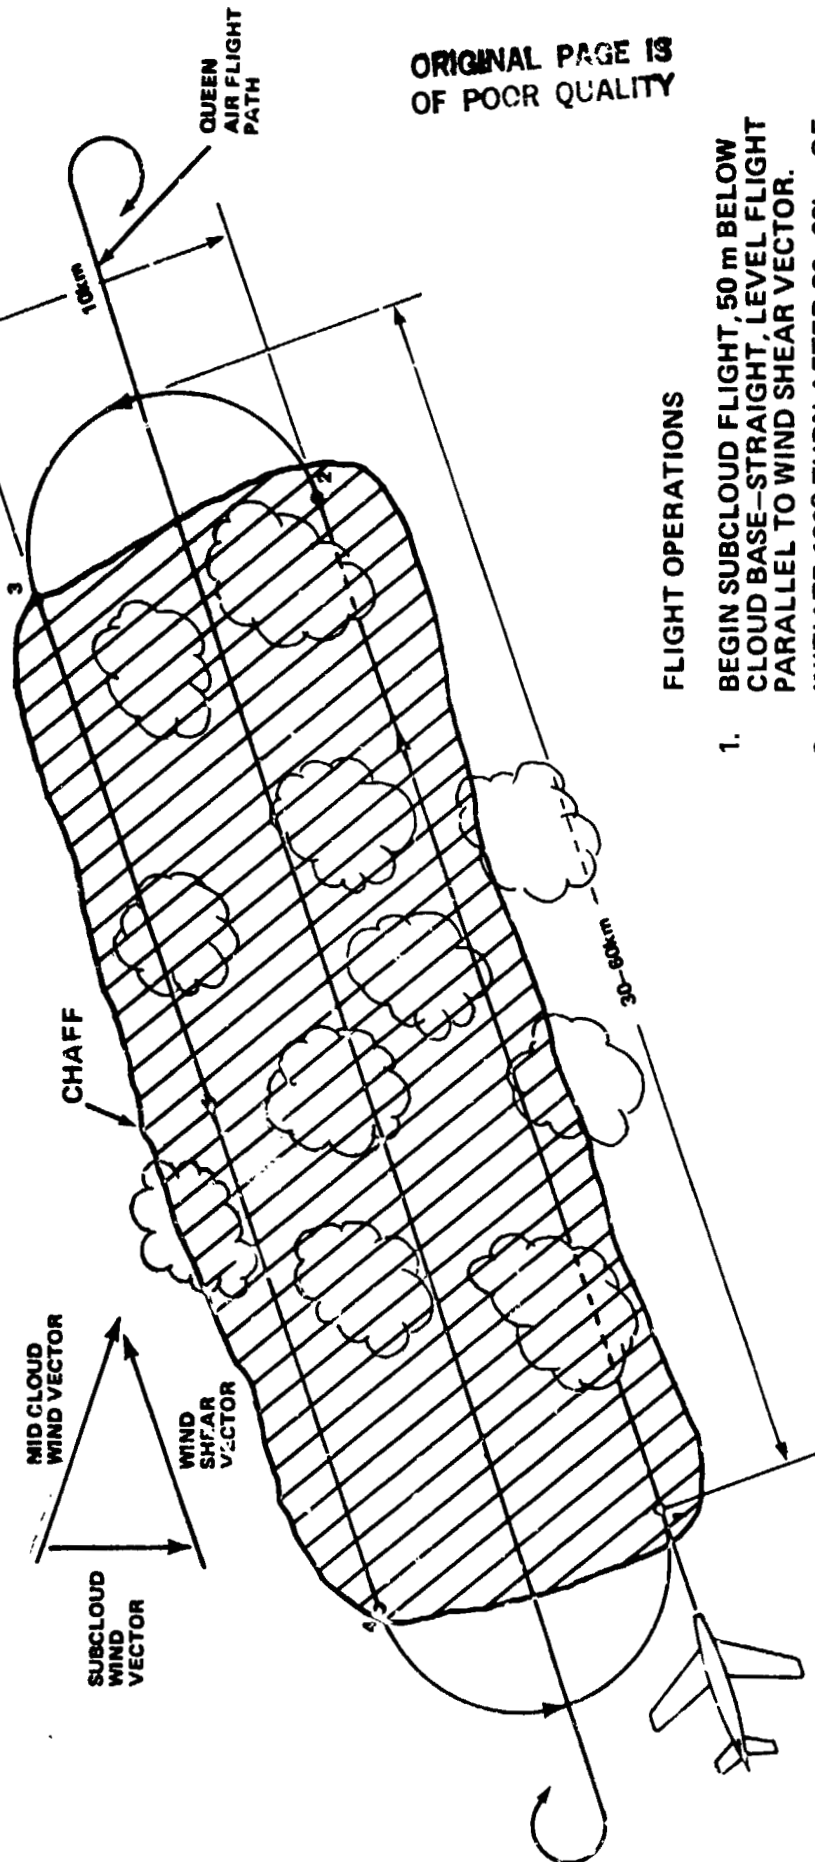 ORIGINAL PAGE IS
OF POOR QUALITY
QUEEN
AIR FLIGHT
PATH
10km
3
2
CHAFF
MID CLOUD
WIND VECTOR
WIND
SHEAR
VECTOR
SUBCLOUD
WIND
VECTOR
4
30–60km
FLIGHT OPERATIONS
1. BEGIN SUBCLOUD FLIGHT, 50 m BELOW
CLOUD BASE–STRAIGHT, LEVEL FLIGHT
PARALLEL TO WIND SHEAR VECTOR.